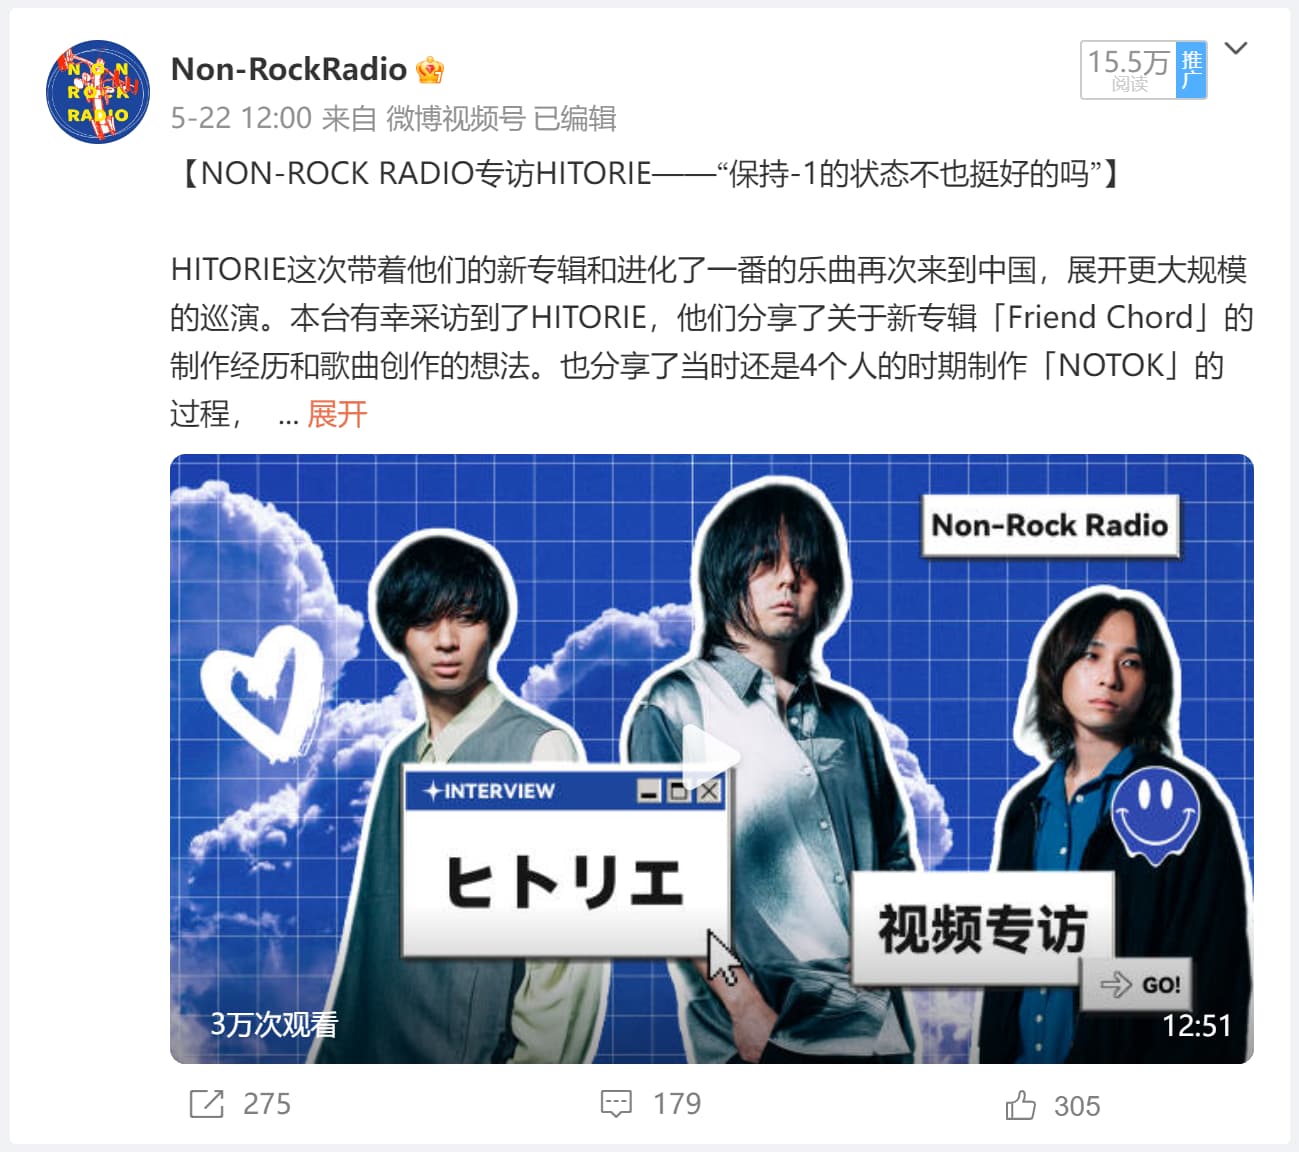 NON
ROCK
RADIO
Non-RockRadio
15.5万
阅读
推广
5-22 12:00 来自 微博视频号 已编辑
【NON-ROCK RADIO专访HITORIE——“保持-1的状态不也挺好的吗”】
HITORIE这次带着他们的新专辑和进化了一番的乐曲再次来到中国，展开更大规模
的巡演。本台有幸采访到了HITORIE，他们分享了关于新专辑「Friend Chord」的
制作经历和歌曲创作的想法。也分享了当时还是4个人的时期制作「NOTOK」的
过程， ... 展开
Non-Rock Radio
INTERVIEW
ヒトリエ
视频专访
GO!
3万次观看
12:51
275
179
305